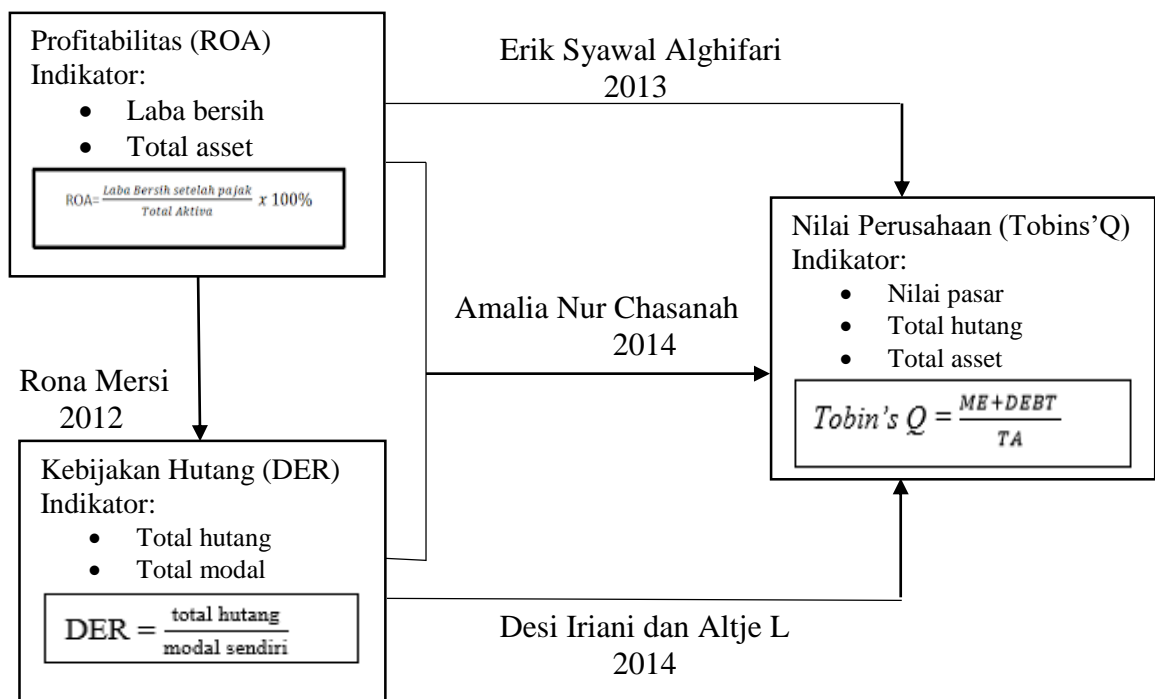 Profitabilitas (ROA)
Indikator:
• Laba bersih
• Total asset
ROA= Laba Bersih setelah pajak / Total Aktiva x 100%
Erik Syawal Alghifari
2013
Nilai Perusahaan (Tobins’Q)
Indikator:
• Nilai pasar
• Total hutang
• Total asset
Tobin's Q = ME+DEBT / TA
Amalia Nur Chasanah
2014
Rona Mersi
2012
Kebijakan Hutang (DER)
Indikator:
• Total hutang
• Total modal
DER = total hutang / modal sendiri
Desi Iriani dan Altje L
2014